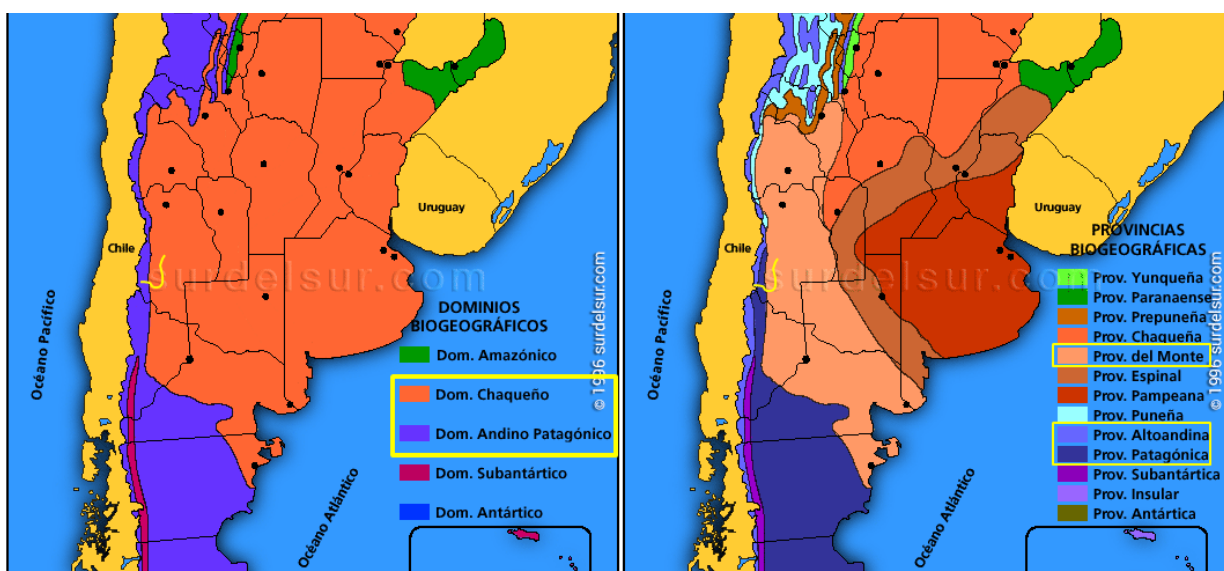 Uruguay
Chile
surdelsur.com
Océano Pacífico
Océano Atlántico
DOMINIOS
BIOGEOGRÁFICOS
Dom. Amazónico
Dom. Chaqueño
Dom. Andino Patagónico
Dom. Subantártico
Dom. Antártico
© 1996 surdelsur.com
Uruguay
Chile
surdelsur.com
Océano Pacífico
Océano Atlántico
PROVINCIAS
BIOGEOGRÁFICAS
Prov. Yunqueña
Prov. Paranaense
Prov. Prepuneña
Prov. Chaqueña
Prov. del Monte
Prov. Espinal
Prov. Pampeana
Prov. Puneña
Prov. Altoandina
Prov. Patagónica
Prov. Subantártica
Prov. Insular
Prov. Antártica
© 1996 surdelsur.com